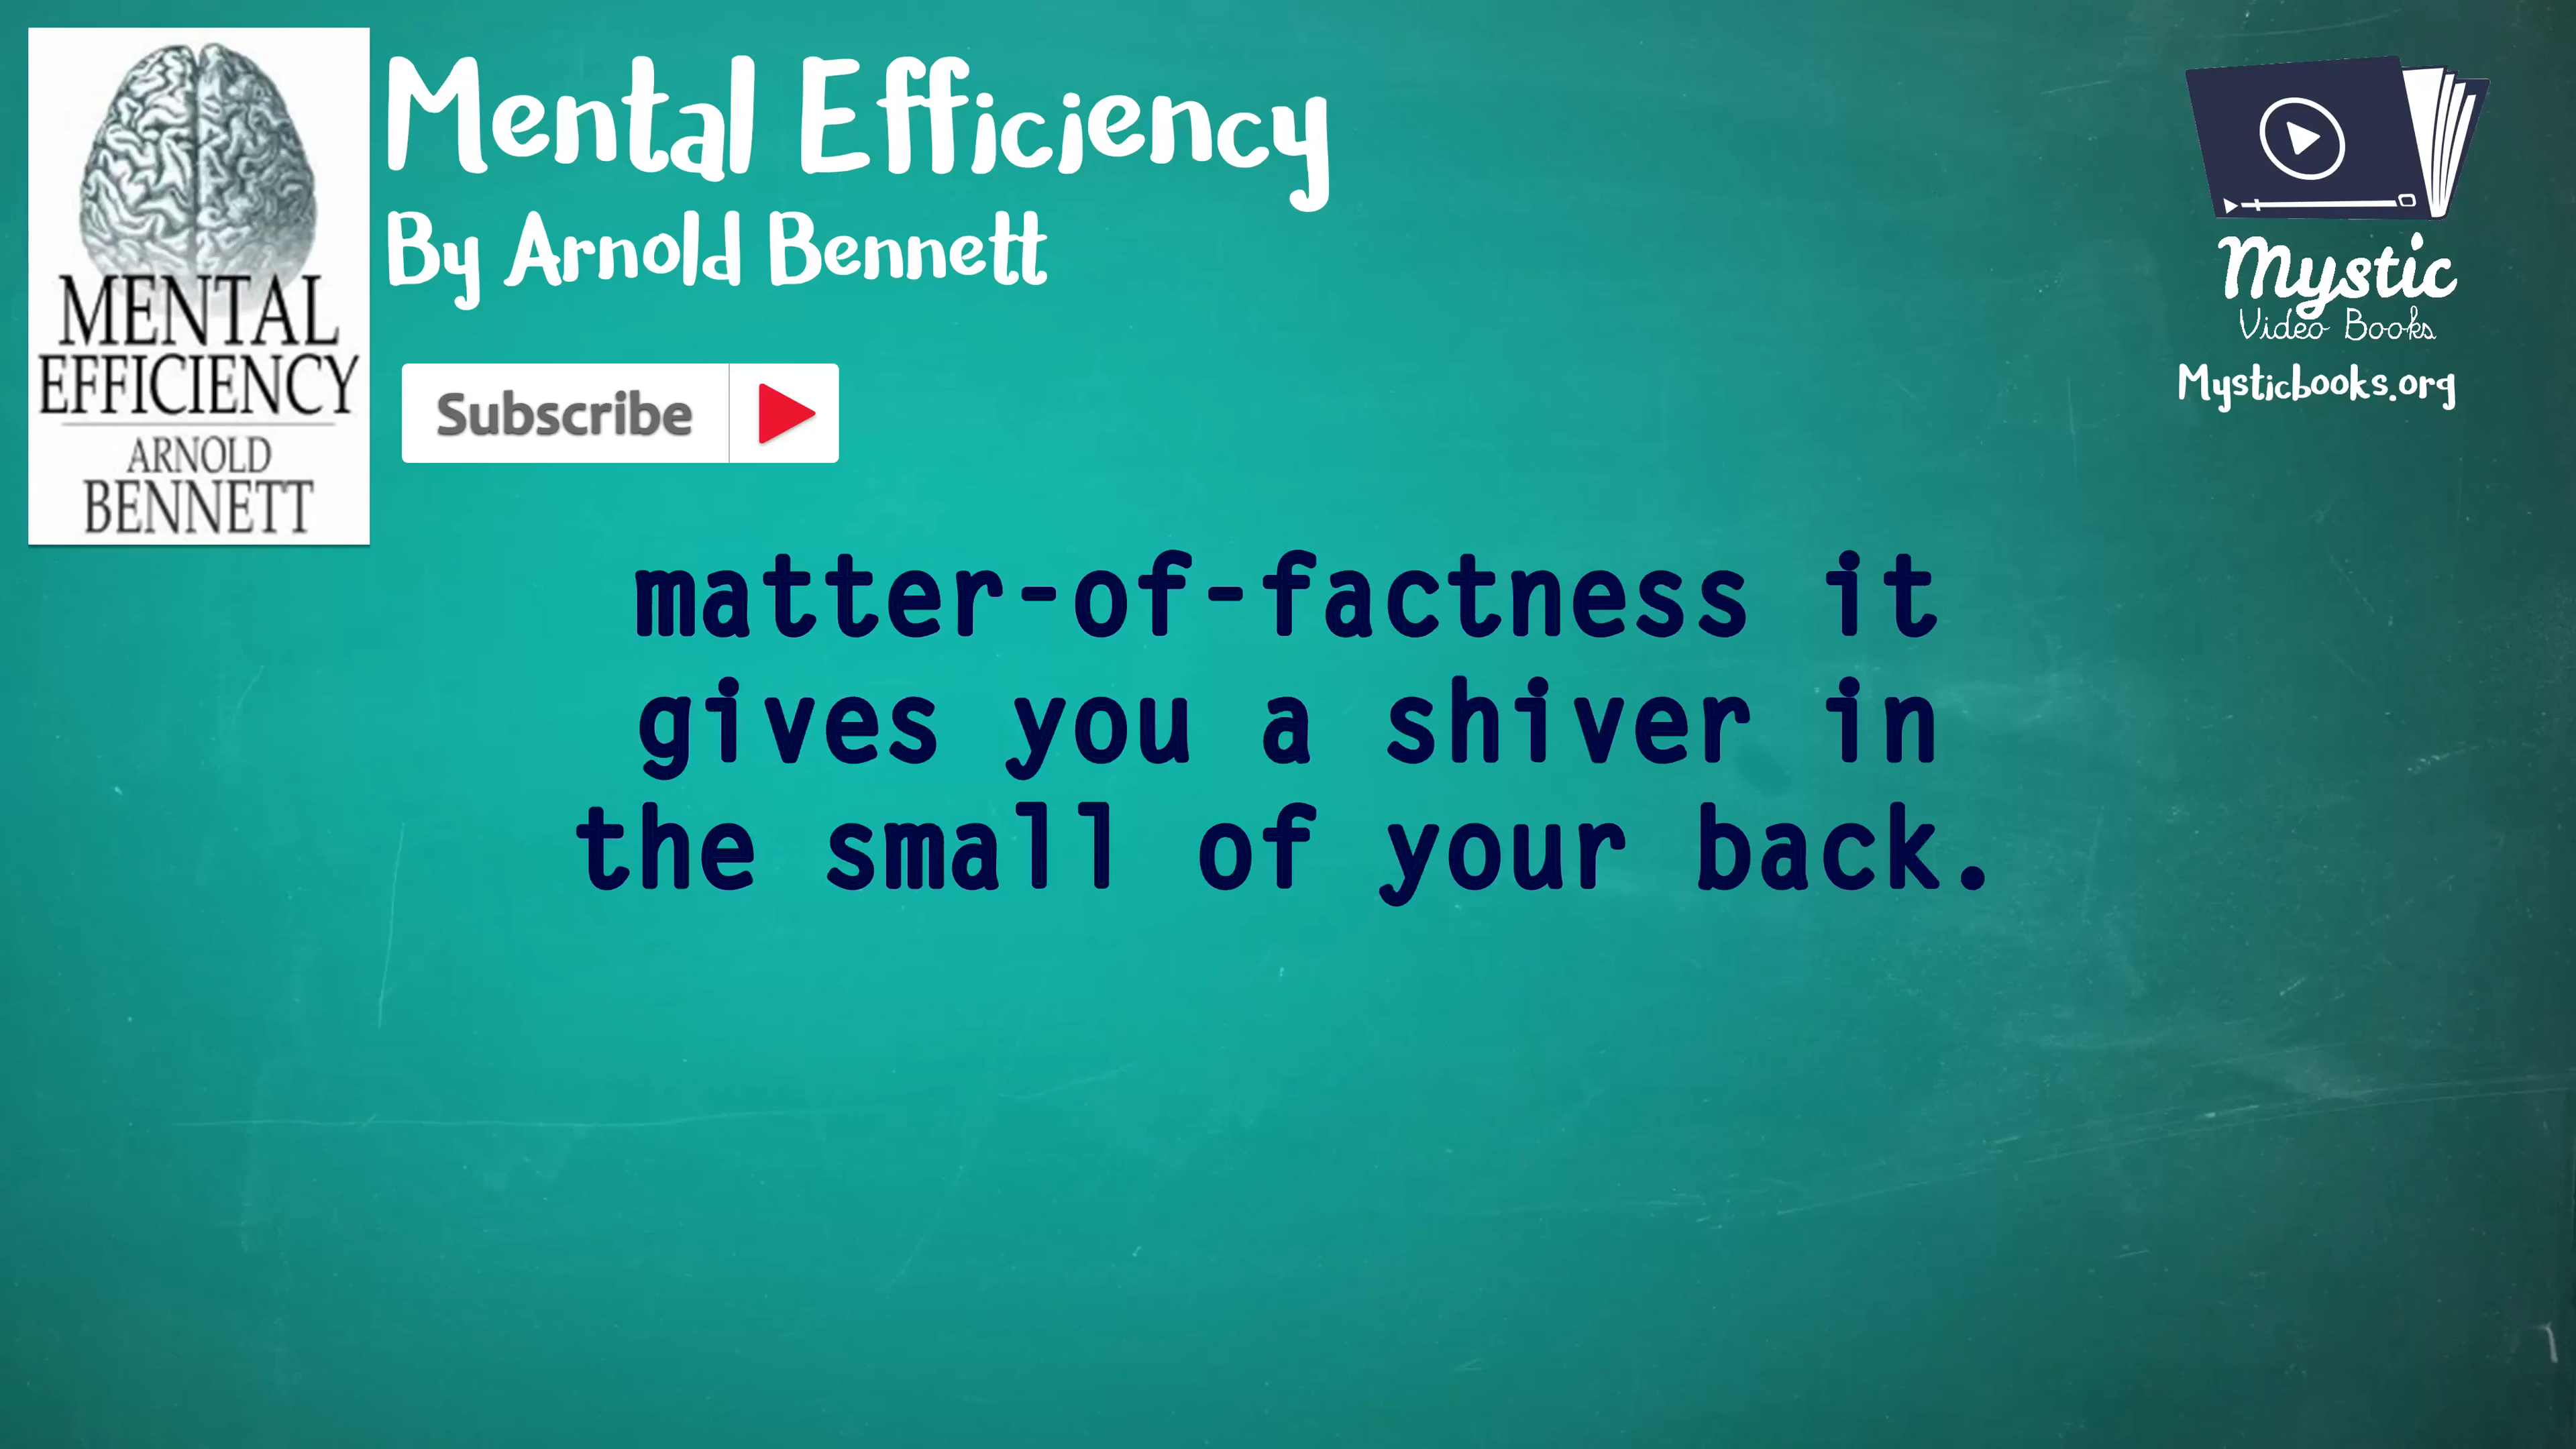 MENTAL
EFFICIENCY
ARNOLD
BENNETT
Mental Efficiency
By Arnold Bennett
Subscribe
Mystic
Video Books
Mysticbooks.org
matter-of-factness it
gives you a shiver in
the small of your back.